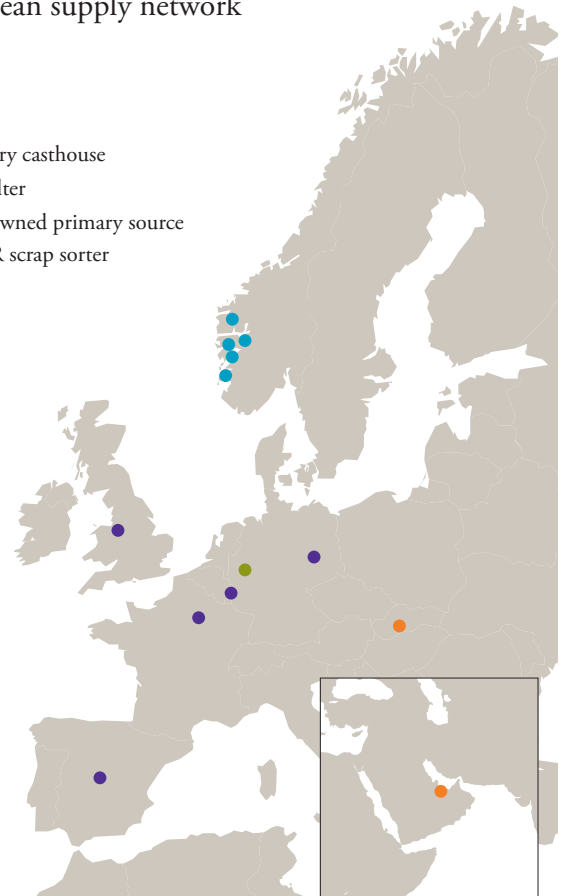 ean supply network
ry casthouse
lter
wned primary source
R scrap sorter